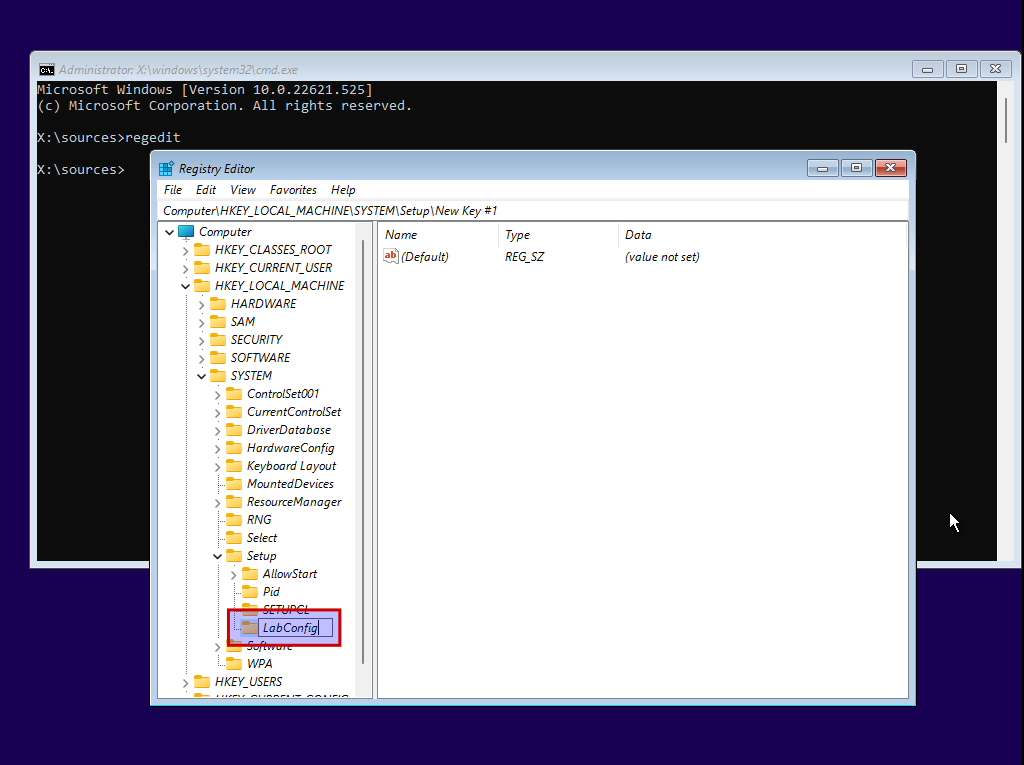 Administrator: X:\windows\system32\cmd.exe
Microsoft Windows [Version 10.0.22621.525]
(c) Microsoft Corporation. All rights reserved.
X:\sources>regedit
X:\sources>
Registry Editor
File Edit View Favorites Help
Computer\HKEY_LOCAL_MACHINE\SYSTEM\Setup\New Key #1
Computer
HKEY_CLASSES_ROOT
HKEY_CURRENT_USER
HKEY_LOCAL_MACHINE
HARDWARE
SAM
SECURITY
SOFTWARE
SYSTEM
ControlSet001
CurrentControlSet
DriverDatabase
HardwareConfig
Keyboard Layout
MountedDevices
ResourceManager
RNG
Select
Setup
AllowStart
Pid
SETUPCL
LabConfig
Software
WPA
HKEY_USERS
HKEY_CURRENT_CONFIG
Name Type Data
ab (Default) REG_SZ (value not set)